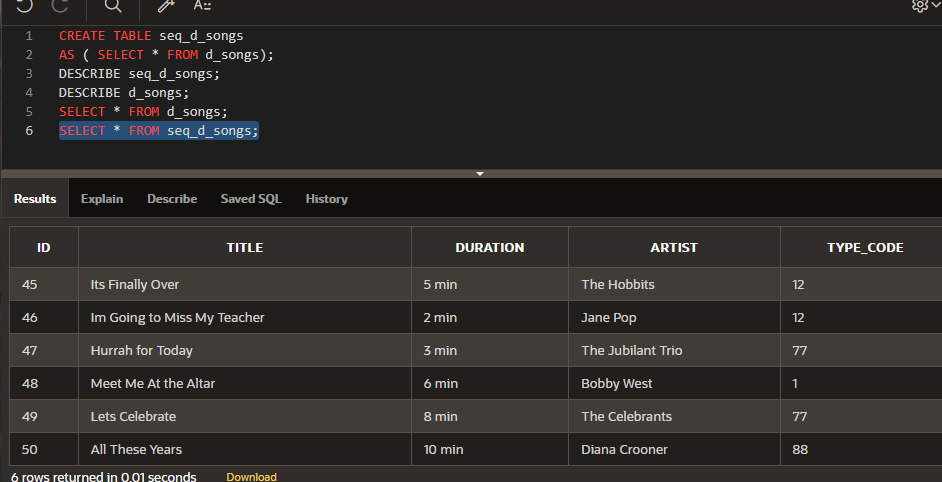 A::
1 CREATE TABLE seq_d_songs
2 AS ( SELECT * FROM d_songs);
3 DESCRIBE seq_d_songs;
4 DESCRIBE d_songs;
5 SELECT * FROM d_songs;
6 SELECT * FROM seq_d_songs;
Results Explain Describe Saved SQL History
ID TITLE DURATION ARTIST TYPE_CODE
45 Its Finally Over 5 min The Hobbits 12
46 Im Going to Miss My Teacher 2 min Jane Pop 12
47 Hurrah for Today 3 min The Jubilant Trio 77
48 Meet Me At the Altar 6 min Bobby West 1
49 Lets Celebrate 8 min The Celebrants 77
50 All These Years 10 min Diana Crooner 88
6 rows returned in 0.01 seconds Download